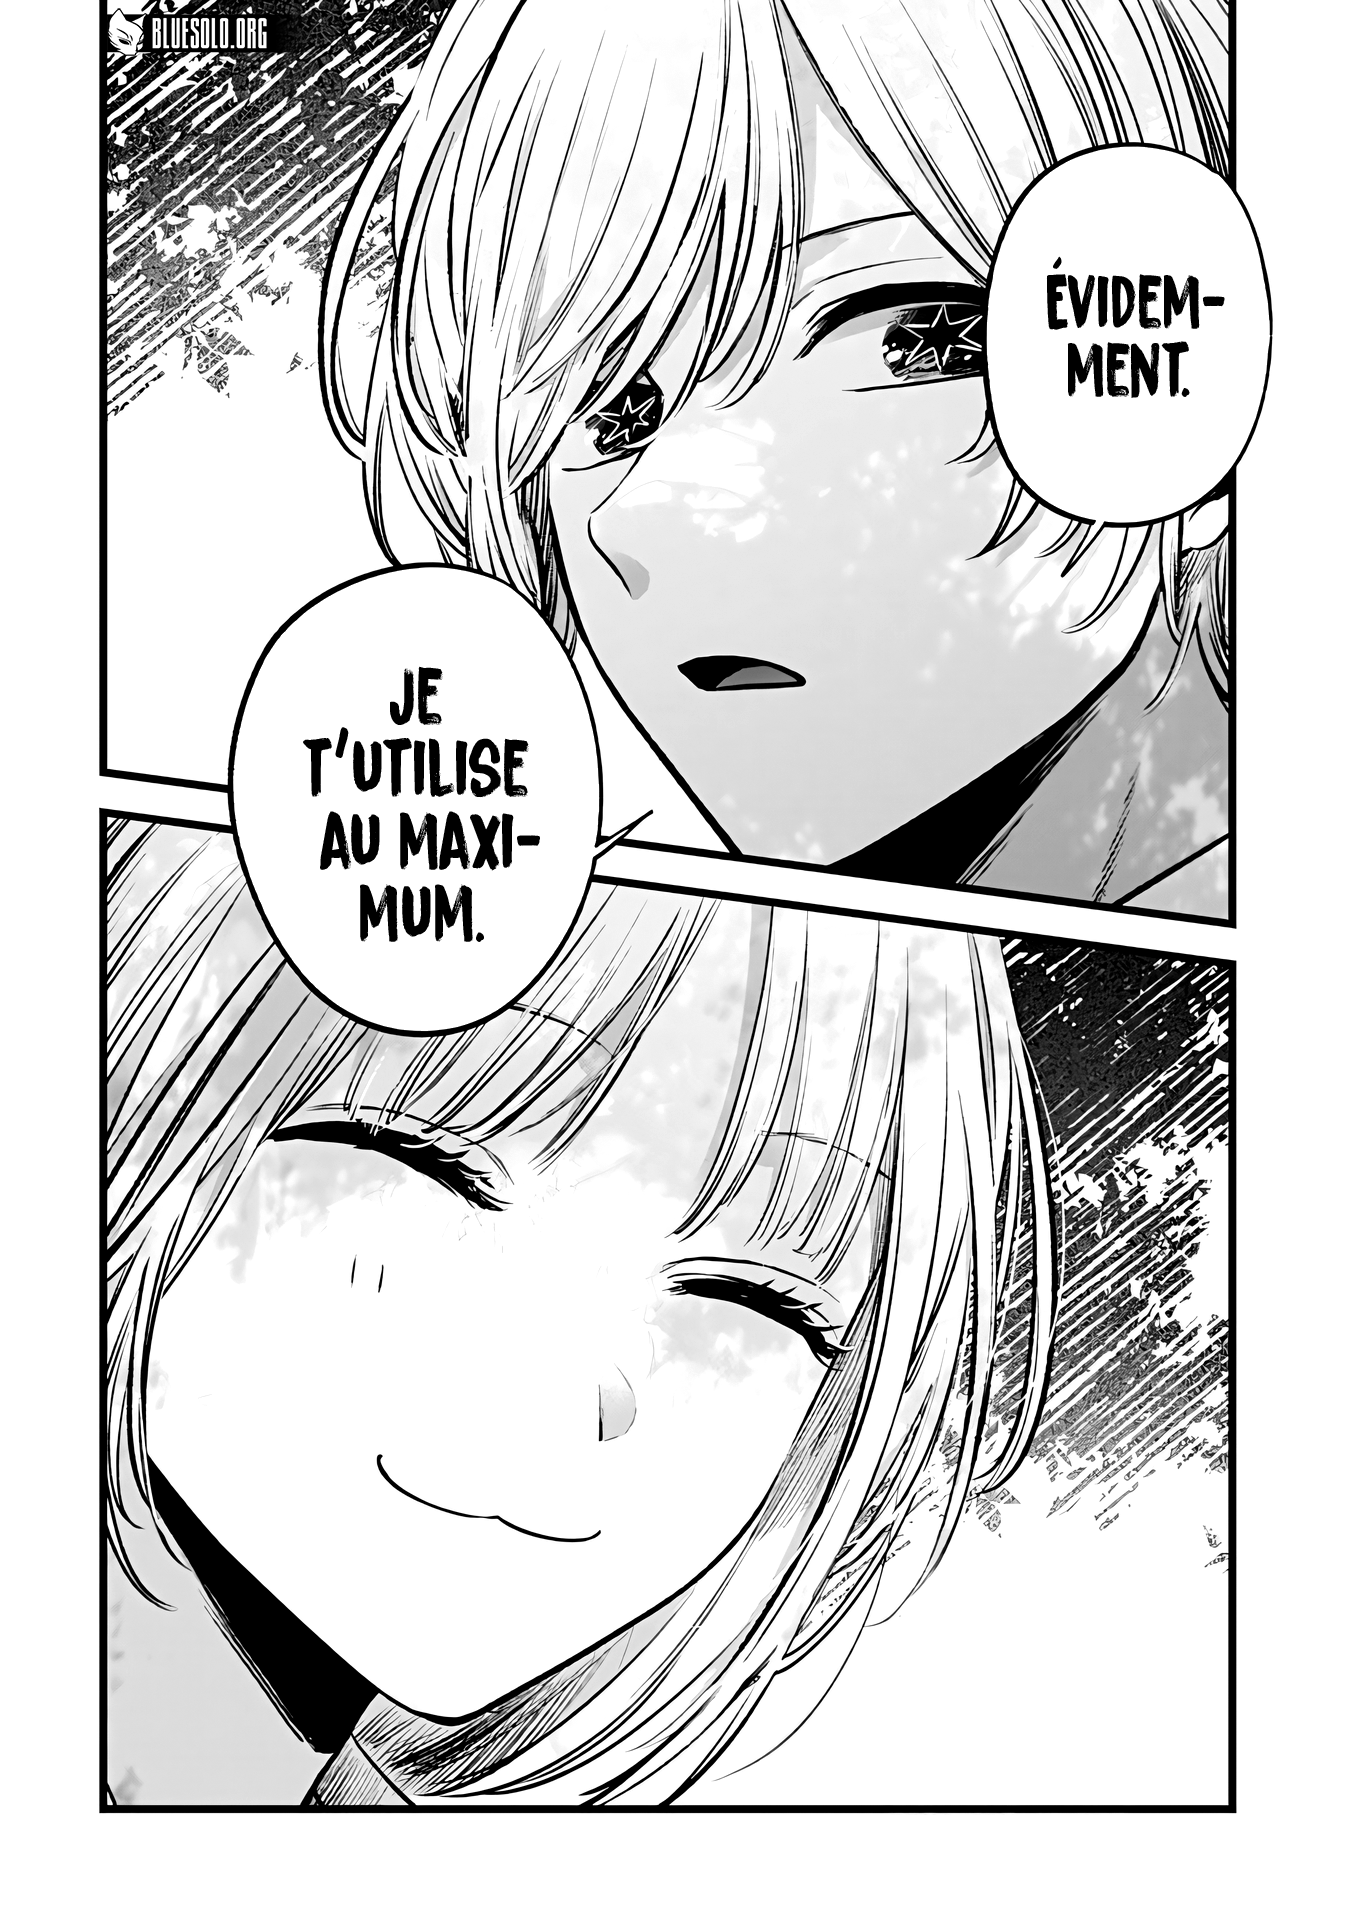 BLUESOLO.ORG
ÉVIDEM-
MENT.
JE
T'UTILISE
AU MAXI-
MUM.